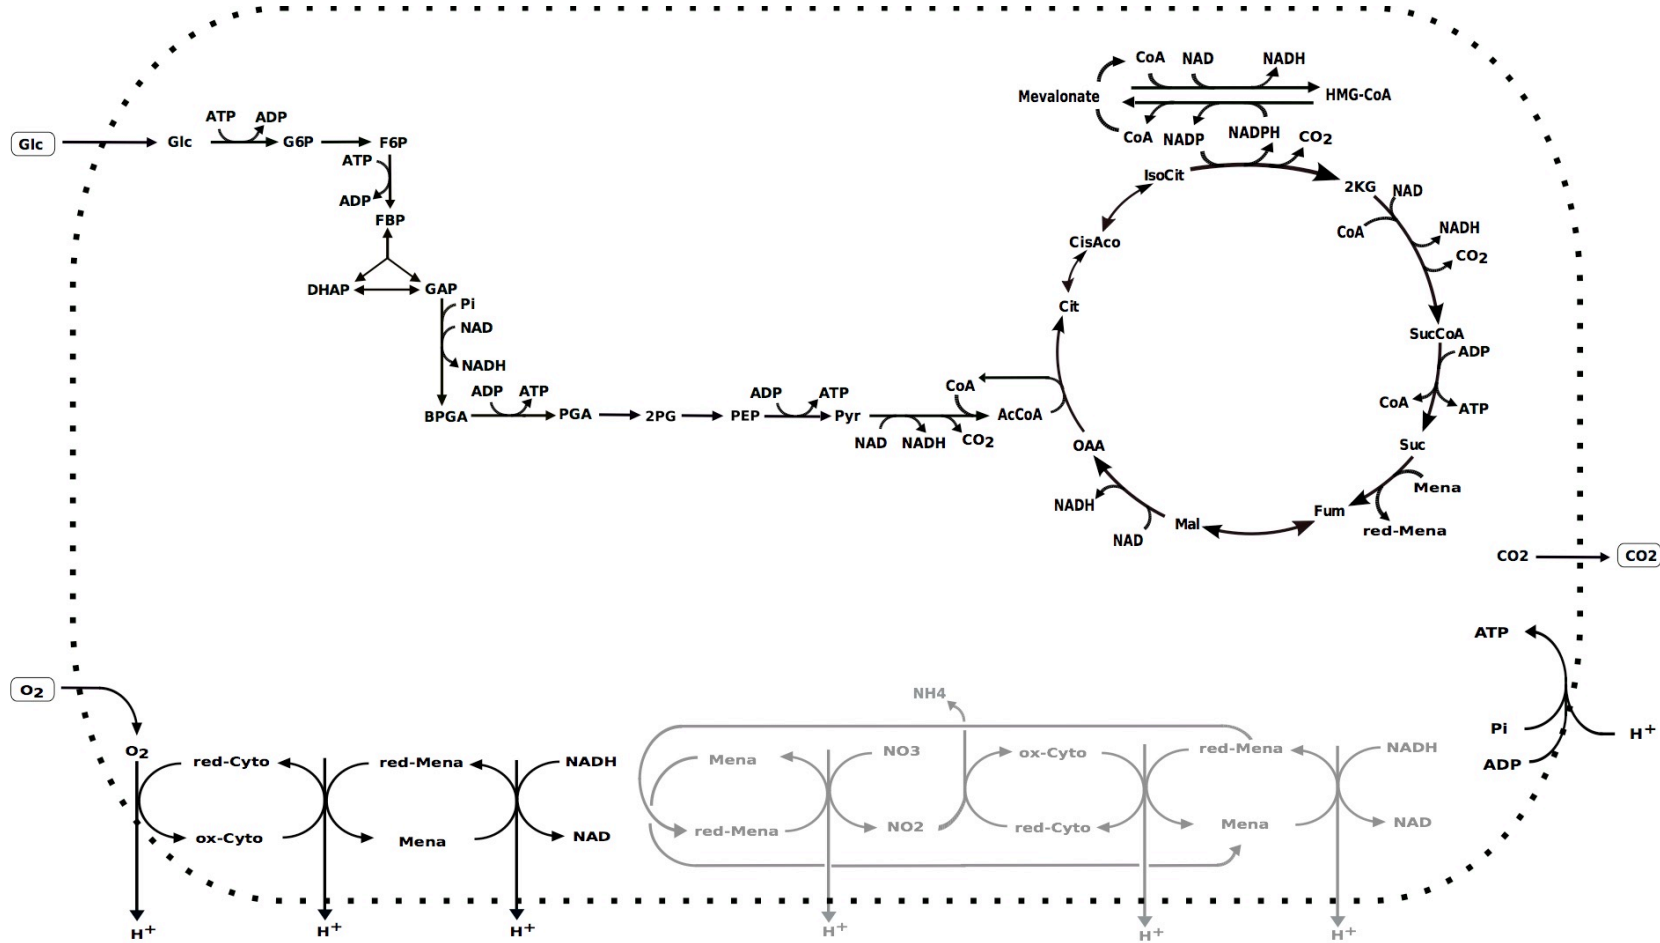 CoA NAD NADH
Mevalonate HMG-CoA
CoA NADP NADPH CO2
ATP ADP
Glc Glc G6P F6P
ATP
ADP
FBP
DHAP GAP
Pi
NAD
NADH
ADP ATP
BPGA PGA 2PG PEP Pyr AcCoA
ADP ATP
CoA
NAD NADH CO2
IsoCit 2KG
NAD
CoA
NADH
CO2
CisAco
Cit
SucCoA
ADP
CoA
ATP
OAA Suc
Mena
NADH
Mal Fum
red-Mena
NAD
CO2 CO2
ATP
O2
Pi H+
ADP
O2 red-Cyto red-Mena NADH
ox-Cyto Mena NAD
H+ H+ H+
NH4
Mena NO3 ox-Cyto red-Mena NADH
red-Mena NO2 red-Cyto Mena NAD
H+ H+ H+